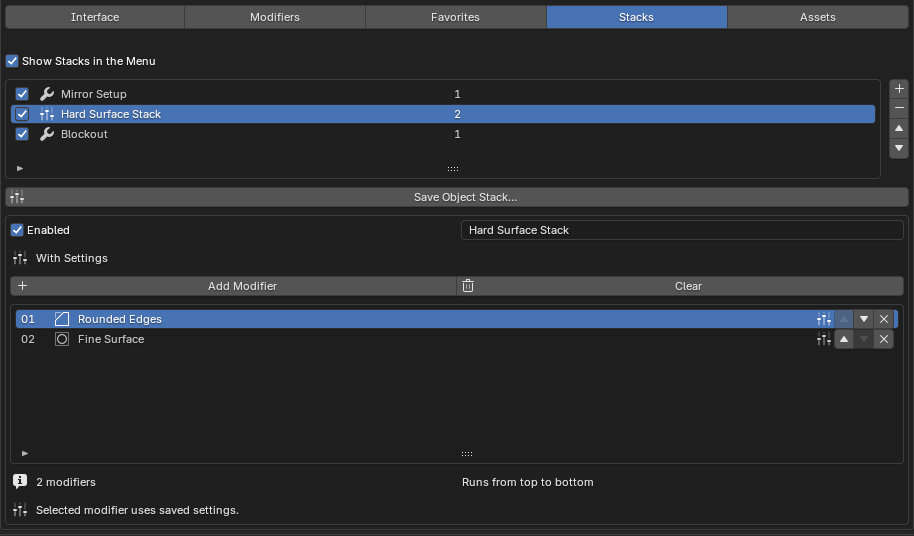 Interface Modifiers Favorites Stacks Assets
Show Stacks in the Menu
Mirror Setup 1
Hard Surface Stack 2
Blockout 1
Save Object Stack...
Enabled Hard Surface Stack
With Settings
Add Modifier Clear
01 Rounded Edges
02 Fine Surface
2 modifiers Runs from top to bottom
Selected modifier uses saved settings.